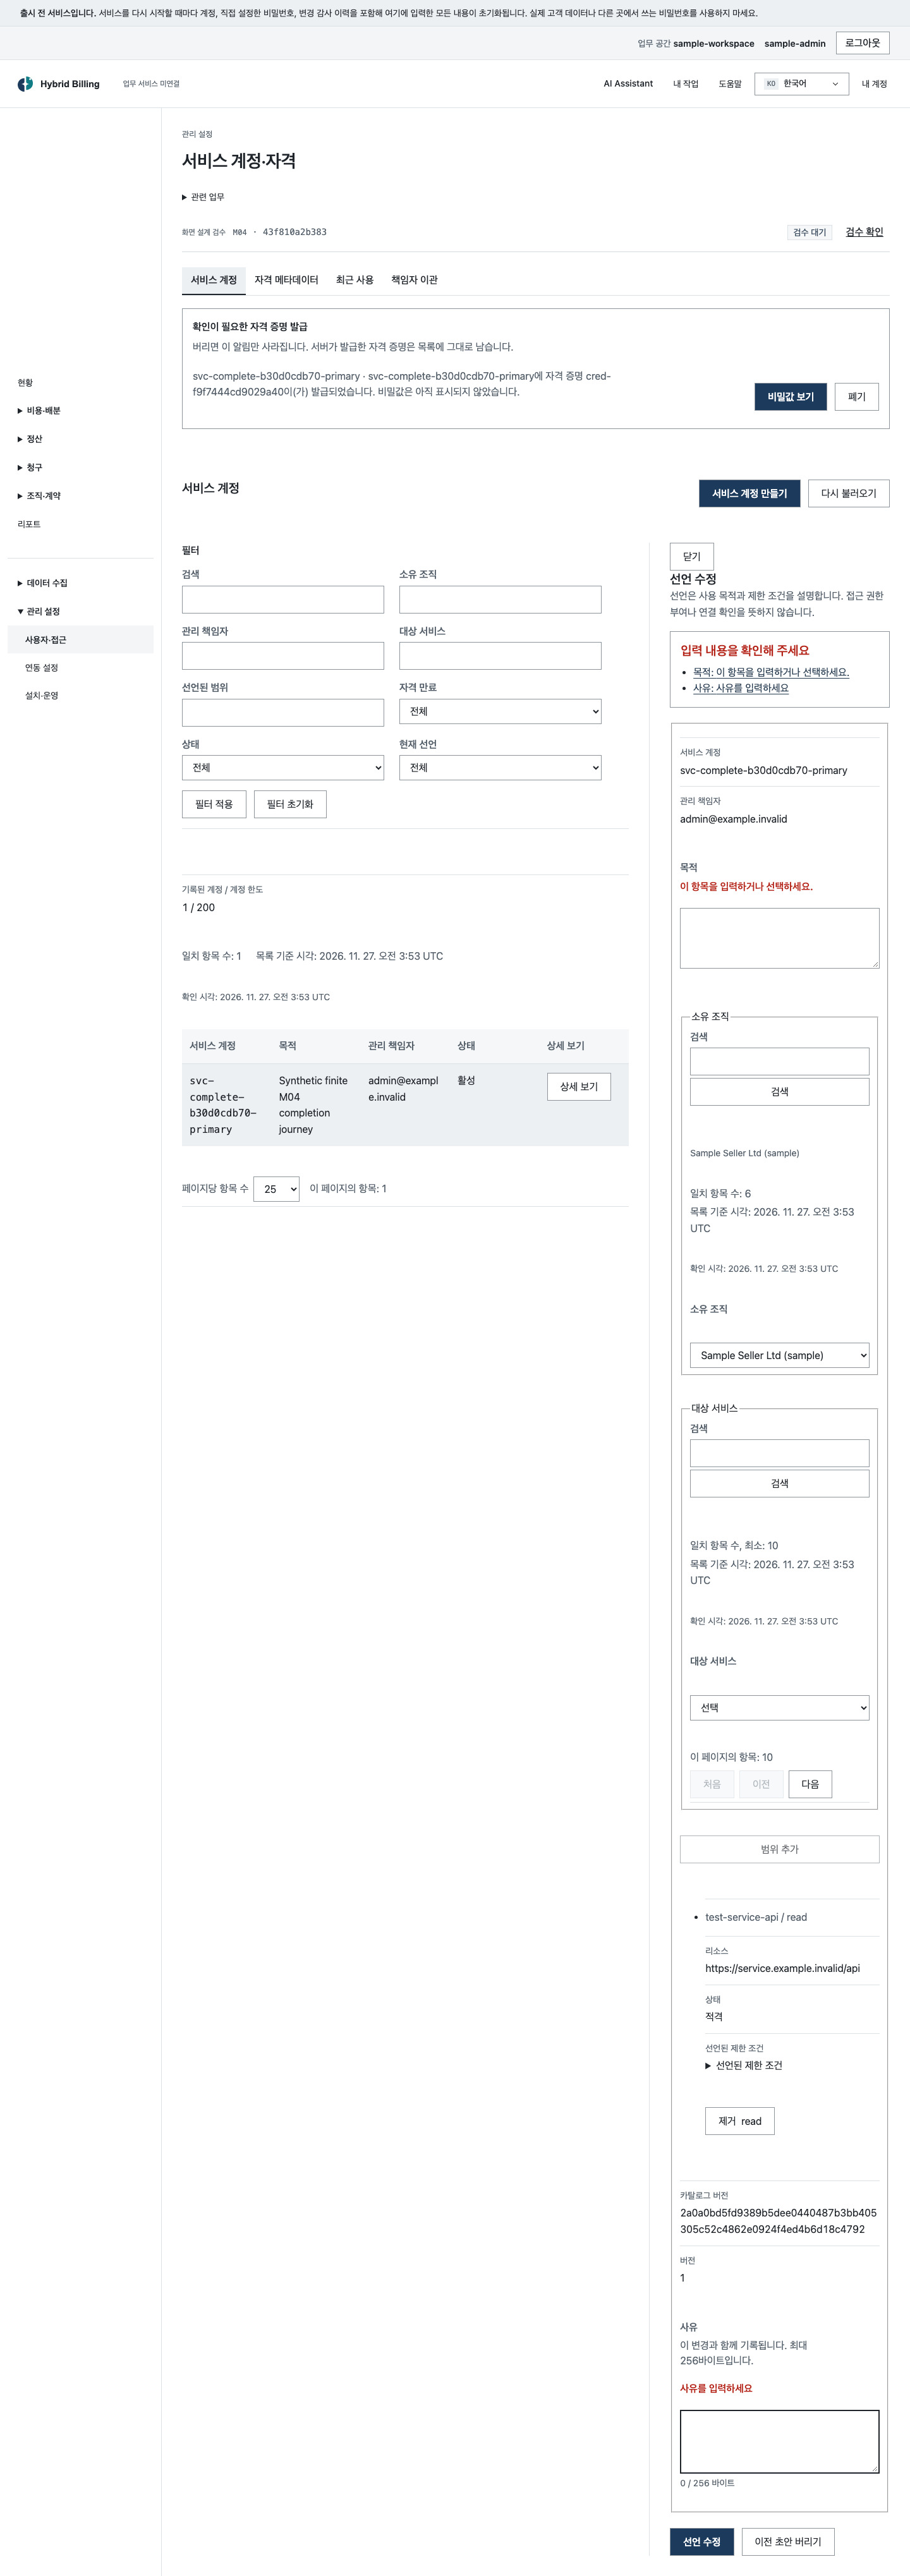 출시 전 서비스입니다. 서비스를 다시 시작할 때마다 계정, 직접 설정한 비밀번호, 변경 감사 이력을 포함해 여기에 입력한 모든 내용이 초기화됩니다. 실제 고객 데이터나 다른 곳에서 쓰는 비밀번호를 사용하지 마세요.
업무 공간 sample-workspace sample-admin 로그아웃
Hybrid Billing 업무 서비스 미연결 AI Assistant 내 작업 도움말 KO 한국어 내 계정
현황
비용·배분
정산
청구
조직·계약
리포트
데이터 수집
관리 설정
사용자·접근
연동 설정
설치·운영
관리 설정
서비스 계정·자격
관련 업무
화면 설계 검수 M04 · 43f810a2b383 검수 대기 검수 확인
서비스 계정 자격 메타데이터 최근 사용 책임자 이관
확인이 필요한 자격 증명 발급
버리면 이 알림만 사라집니다. 서버가 발급한 자격 증명은 목록에 그대로 남습니다.
svc-complete-b30d0cdb70-primary · svc-complete-b30d0cdb70-primary에 자격 증명 cred-
f9f7444cd9029a40이(가) 발급되었습니다. 비밀값은 아직 표시되지 않았습니다.
비밀값 보기 폐기
서비스 계정
서비스 계정 만들기 다시 불러오기
필터
검색 소유 조직
관리 책임자 대상 서비스
선언된 범위 자격 만료
전체
상태 현재 선언
전체 전체
필터 적용 필터 초기화
기록된 계정 / 계정 한도
1 / 200
일치 항목 수: 1 목록 기준 시각: 2026. 11. 27. 오전 3:53 UTC
확인 시각: 2026. 11. 27. 오전 3:53 UTC
서비스 계정 목적 관리 책임자 상태 상세 보기
svc-
complete-
b30d0cdb70-
primary
Synthetic finite
M04
completion
journey
admin@exampl
e.invalid
활성
상세 보기
페이지당 항목 수 25 이 페이지의 항목: 1
닫기
선언 수정
선언은 사용 목적과 제한 조건을 설명합니다. 접근 권한
부여나 연결 확인을 뜻하지 않습니다.
입력 내용을 확인해 주세요
목적: 이 항목을 입력하거나 선택하세요.
사유: 사유를 입력하세요
서비스 계정
svc-complete-b30d0cdb70-primary
관리 책임자
admin@example.invalid
목적
이 항목을 입력하거나 선택하세요.
소유 조직
검색
검색
Sample Seller Ltd (sample)
일치 항목 수: 6
목록 기준 시각: 2026. 11. 27. 오전 3:53
UTC
확인 시각: 2026. 11. 27. 오전 3:53 UTC
소유 조직
Sample Seller Ltd (sample)
대상 서비스
검색
검색
일치 항목 수, 최소: 10
목록 기준 시각: 2026. 11. 27. 오전 3:53
UTC
확인 시각: 2026. 11. 27. 오전 3:53 UTC
대상 서비스
선택
이 페이지의 항목: 10
처음 이전 다음
범위 추가
test-service-api / read
리소스
https://service.example.invalid/api
상태
적격
선언된 제한 조건
선언된 제한 조건
제거 read
카탈로그 버전
2a0a0bd5fd9389b5dee0440487b3bb405
305c52c4862e0924f4ed4b6d18c4792
버전
1
사유
이 변경과 함께 기록됩니다. 최대
256바이트입니다.
사유를 입력하세요
0 / 256 바이트
선언 수정 이전 초안 버리기